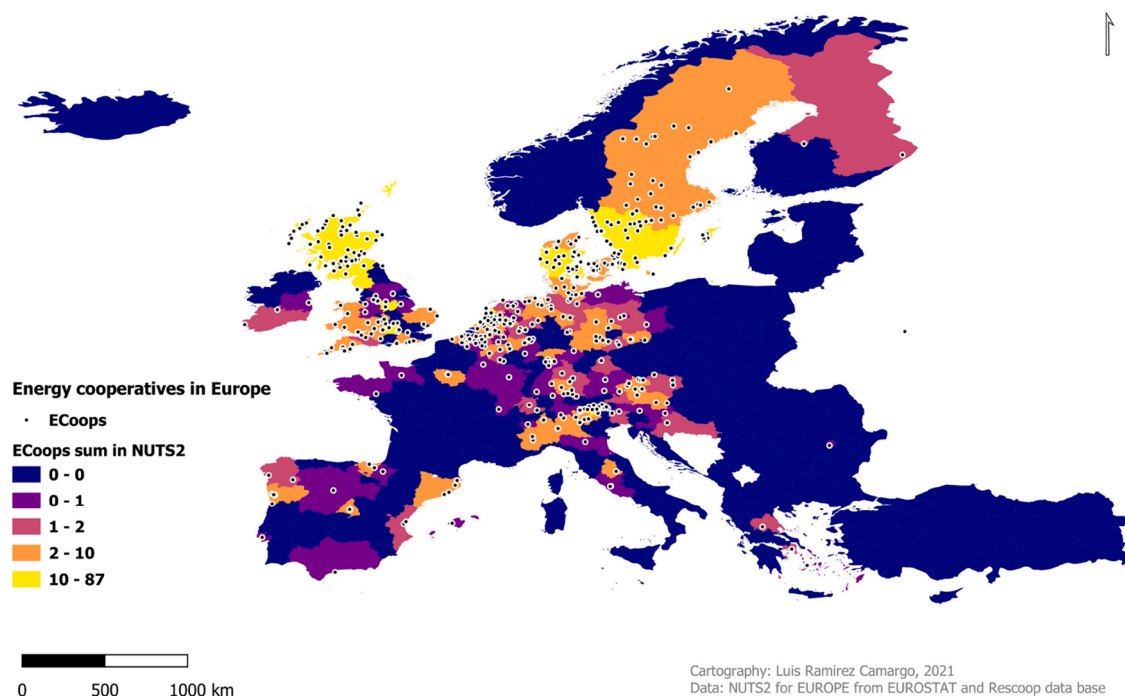 Energy cooperatives in Europe
ECoops
ECoops sum in NUTS2
0 - 0
0 - 1
1 - 2
2 - 10
10 - 87
0 500 1000 km
Cartography: Luis Ramirez Camargo, 2021
Data: NUTS2 for EUROPE from EUROSTAT and Rescoop data base